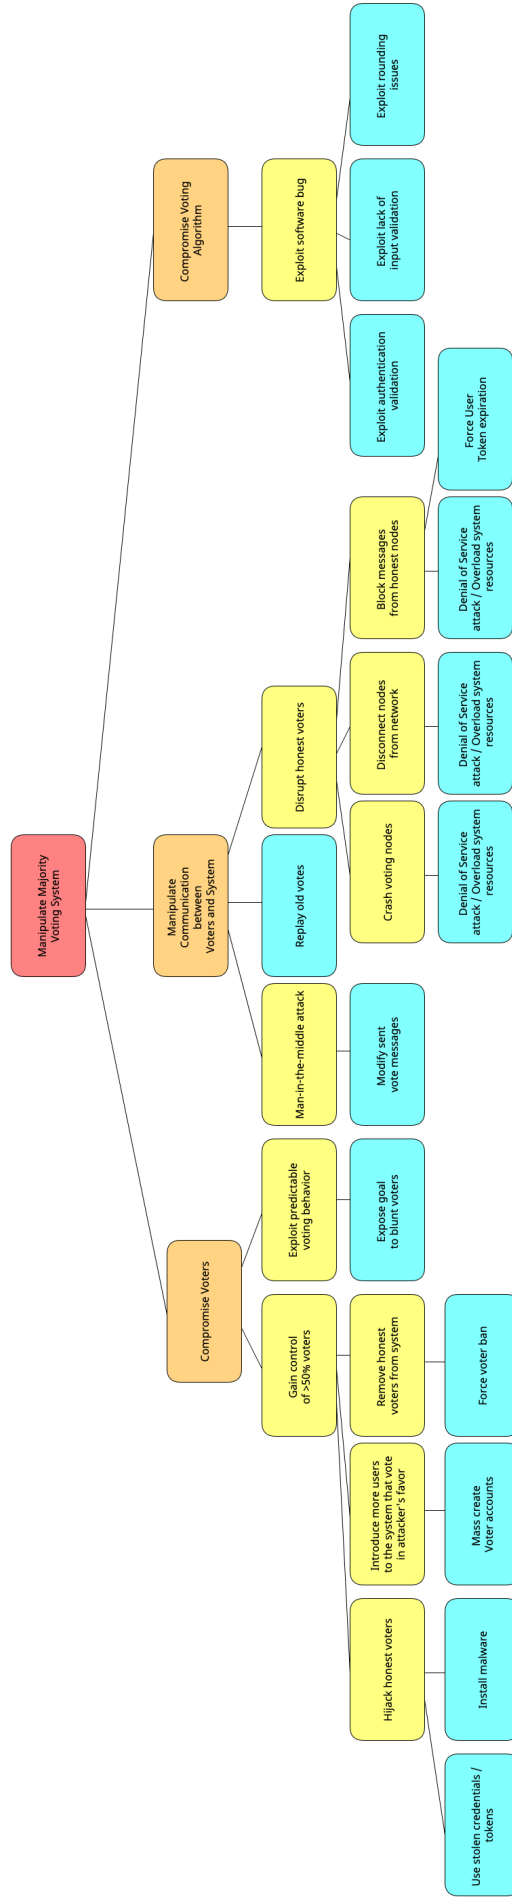 Manipulate Majority
Voting System
Compromise Voters
Manipulate
Communication
between
Voters and System
Compromise Voting
Algorithm
Gain control
of >50% voters
Exploit predictable
voting behavior
Man-in-the-middle attack
Replay old votes
Disrupt honest voters
Exploit software bug
Hijack honest voters
Introduce more users
to the system that vote
in attacker's favor
Remove honest
voters from system
Expose goal
to blunt voters
Modify sent
vote messages
Crash voting nodes
Disconnect nodes
from network
Block messages
from honest nodes
Exploit authentication
validation
Exploit lack of
input validation
Exploit rounding
issues
Use stolen credentials /
tokens
Install malware
Mass create
Voter accounts
Force voter ban
Denial of Service
attack / Overload system
resources
Denial of Service
attack / Overload system
resources
Denial of Service
attack / Overload system
resources
Force User
Token expiration